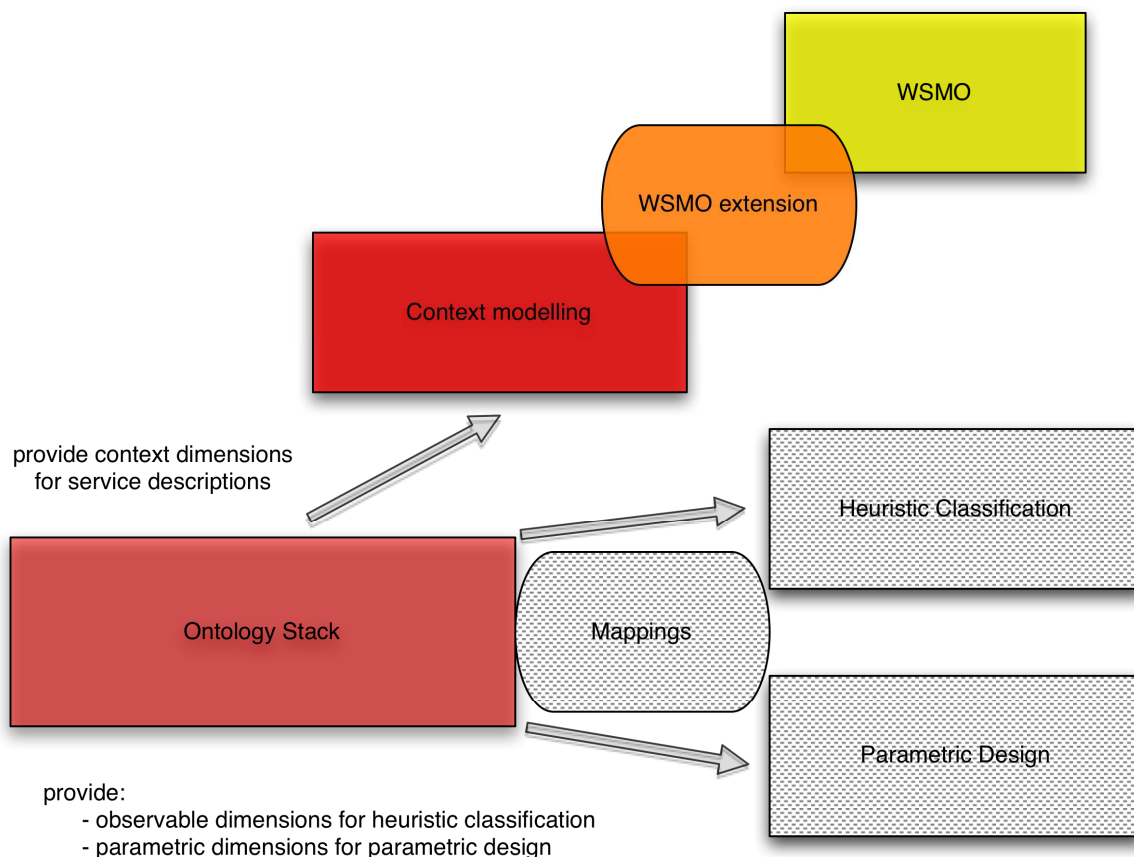 WSMO
WSMO extension
Context modelling
provide context dimensions
for service descriptions
Heuristic Classification
Ontology Stack
Mappings
Parametric Design
provide:
- observable dimensions for heuristic classification
- parametric dimensions for parametric design